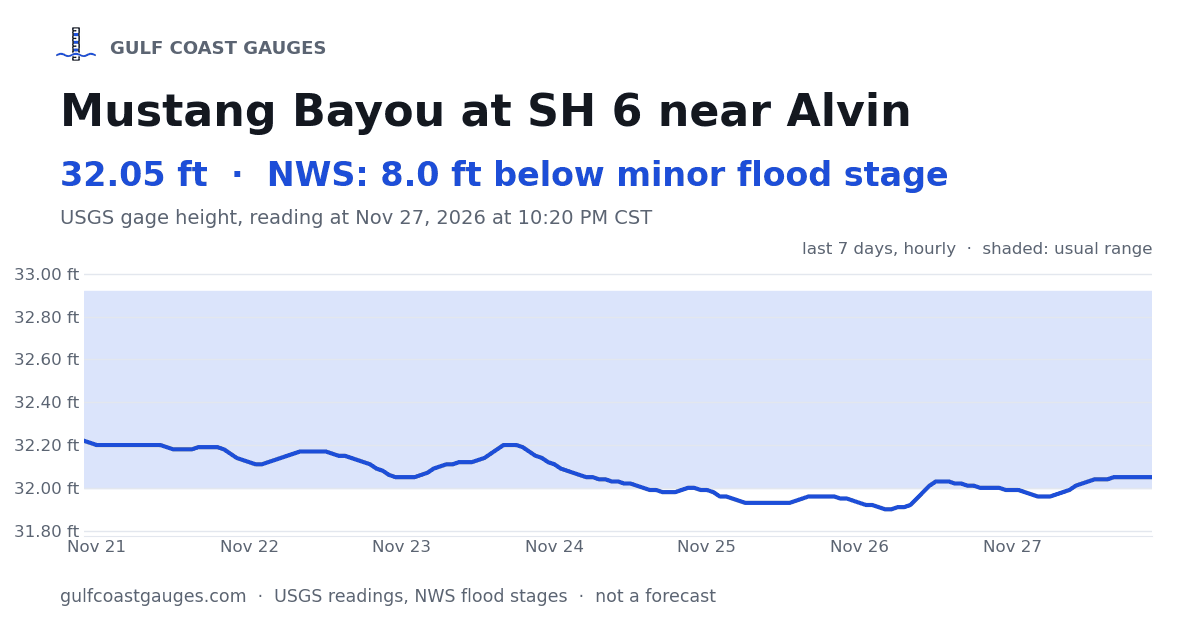 GULF COAST GAUGES
Mustang Bayou at SH 6 near Alvin
32.05 ft · NWS: 8.0 ft below minor flood stage
USGS gage height, reading at Nov 27, 2026 at 10:20 PM CST
last 7 days, hourly · shaded: usual range
33.00 ft
32.80 ft
32.60 ft
32.40 ft
32.20 ft
32.00 ft
31.80 ft
Nov 21 Nov 22 Nov 23 Nov 24 Nov 25 Nov 26 Nov 27
gulfcoastgauges.com · USGS readings, NWS flood stages · not a forecast